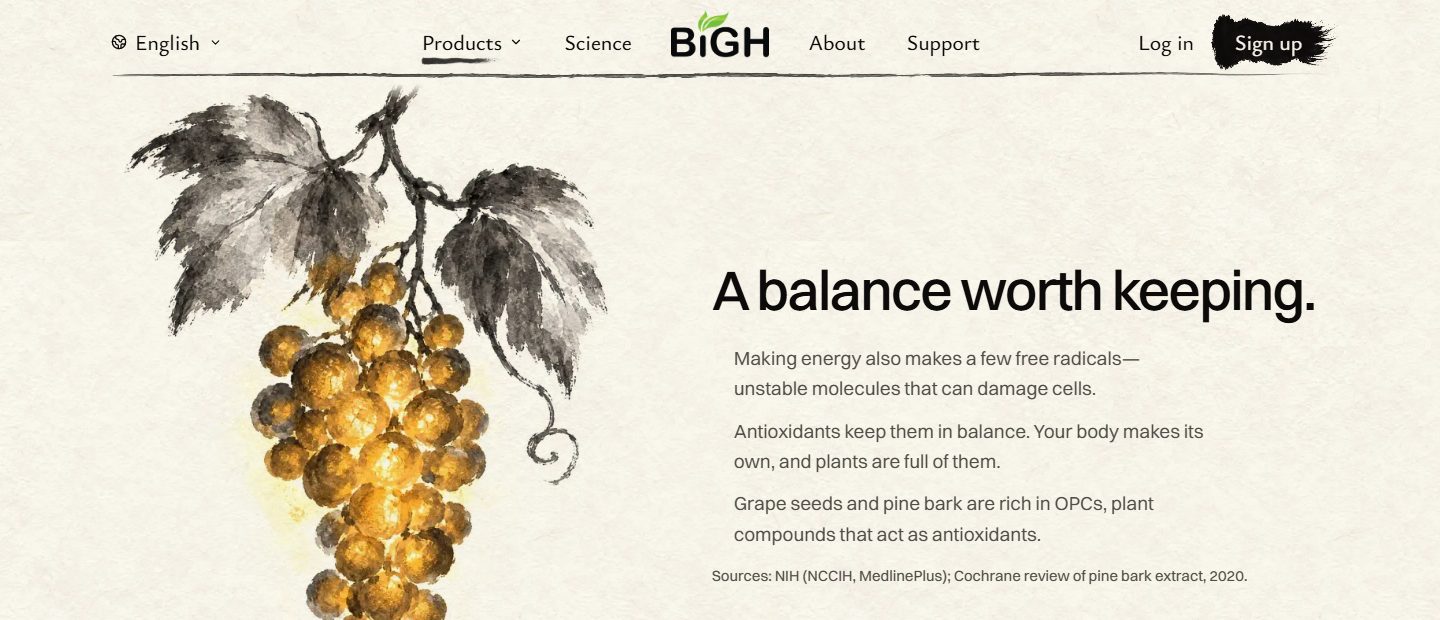 English
Products
Science
BiGH
About
Support
Log in
Sign up
A balance worth keeping.
Making energy also makes a few free radicals—
unstable molecules that can damage cells.
Antioxidants keep them in balance. Your body makes its
own, and plants are full of them.
Grape seeds and pine bark are rich in OPCs, plant
compounds that act as antioxidants.
Sources: NIH (NCCIH, MedlinePlus); Cochrane review of pine bark extract, 2020.